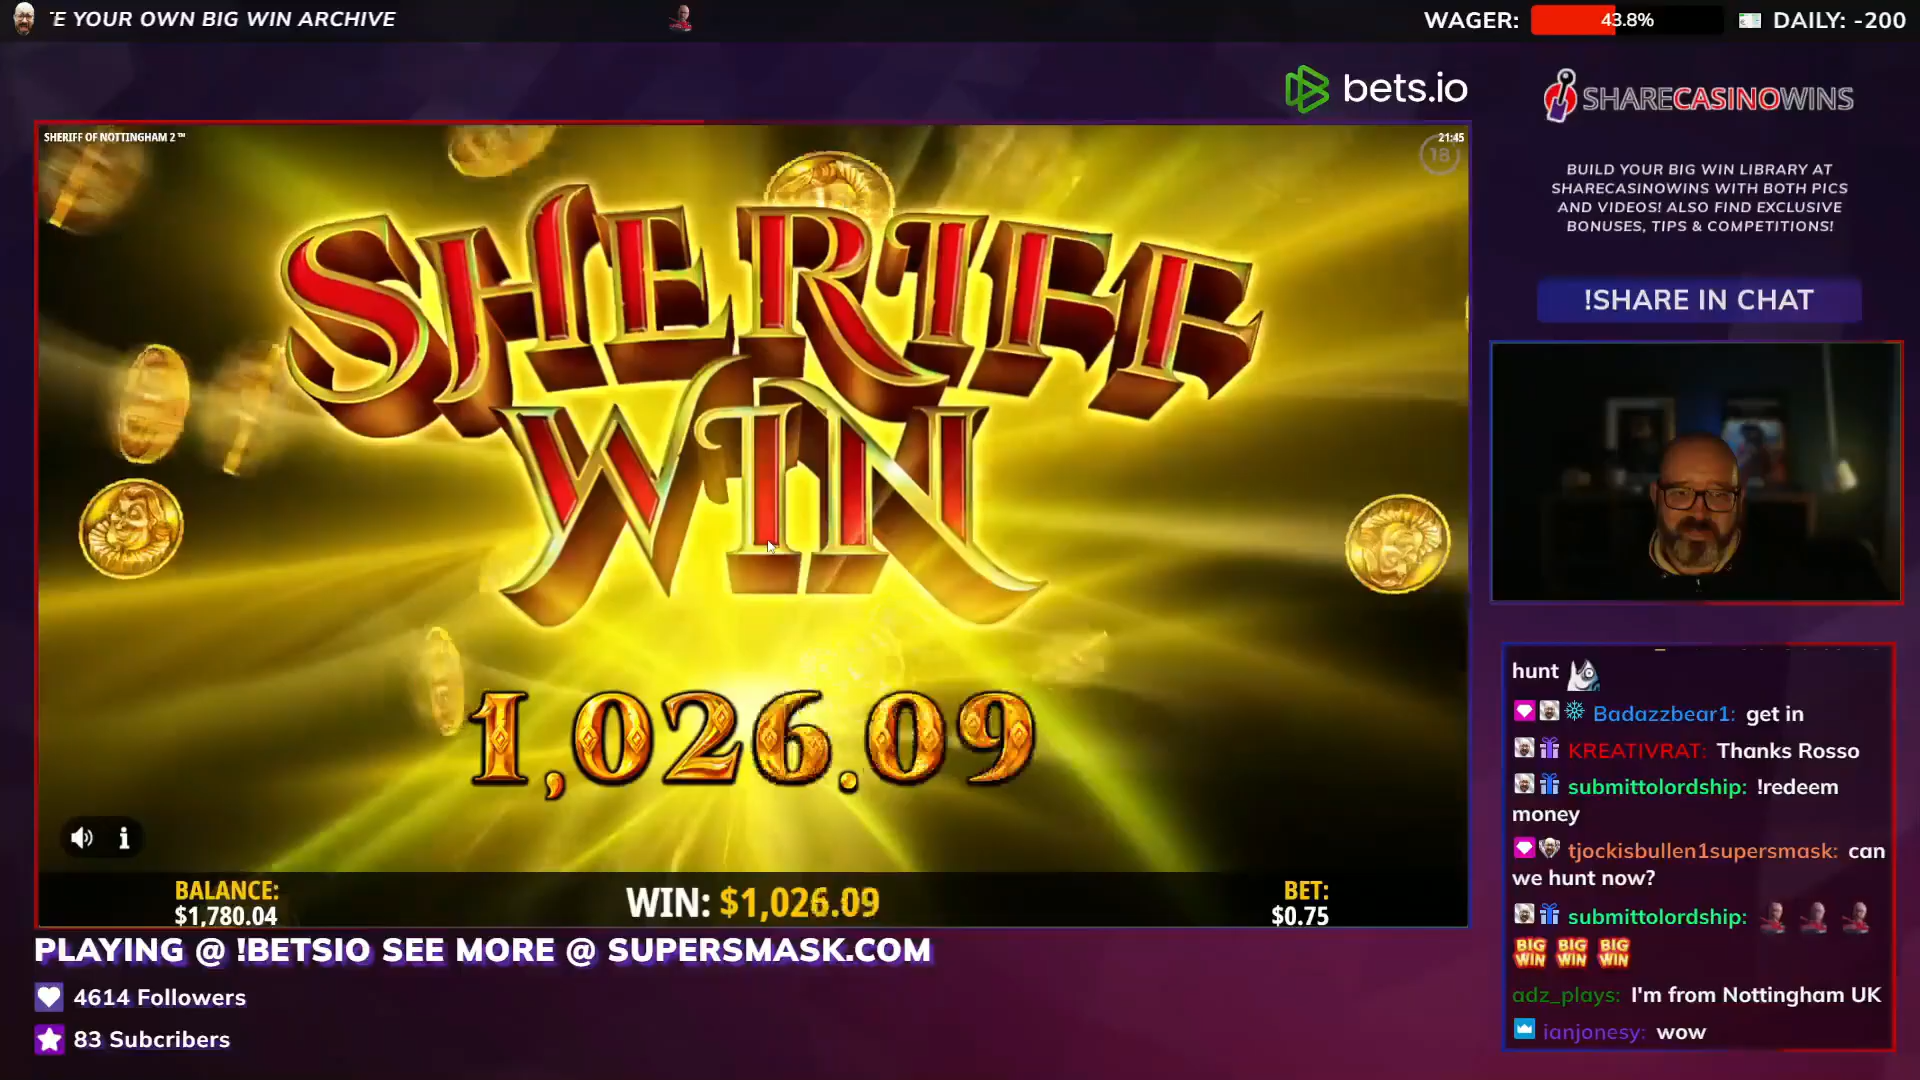 E YOUR OWN BIG WIN ARCHIVE
WAGER: 43.8% DAILY: -200
bets.io
SHARECASINOWINS
BUILD YOUR BIG WIN LIBRARY AT
SHARECASINOWINS WITH BOTH PICS
AND VIDEOS! ALSO FIND EXCLUSIVE
BONUSES, TIPS & COMPETITIONS!
!SHARE IN CHAT
SHERIFF OF NOTTINGHAM 2™
21:45
18
SHERIFF
WIN
1,026.09
BALANCE:
$1,780.04
WIN: $1,026.09
BET:
$0.75
PLAYING @ !BETSIO SEE MORE @ SUPERSMASK.COM
4614 Followers
83 Subcribers
hunt
Badazzbear1: get in
KREATIVRAT: Thanks Rosso
submittolordship: !redeem
money
tjockisbullen1supersmask: can
we hunt now?
submittolordship:
BIG WIN BIG WIN BIG WIN
adz_plays: I'm from Nottingham UK
ianjonesy: wow